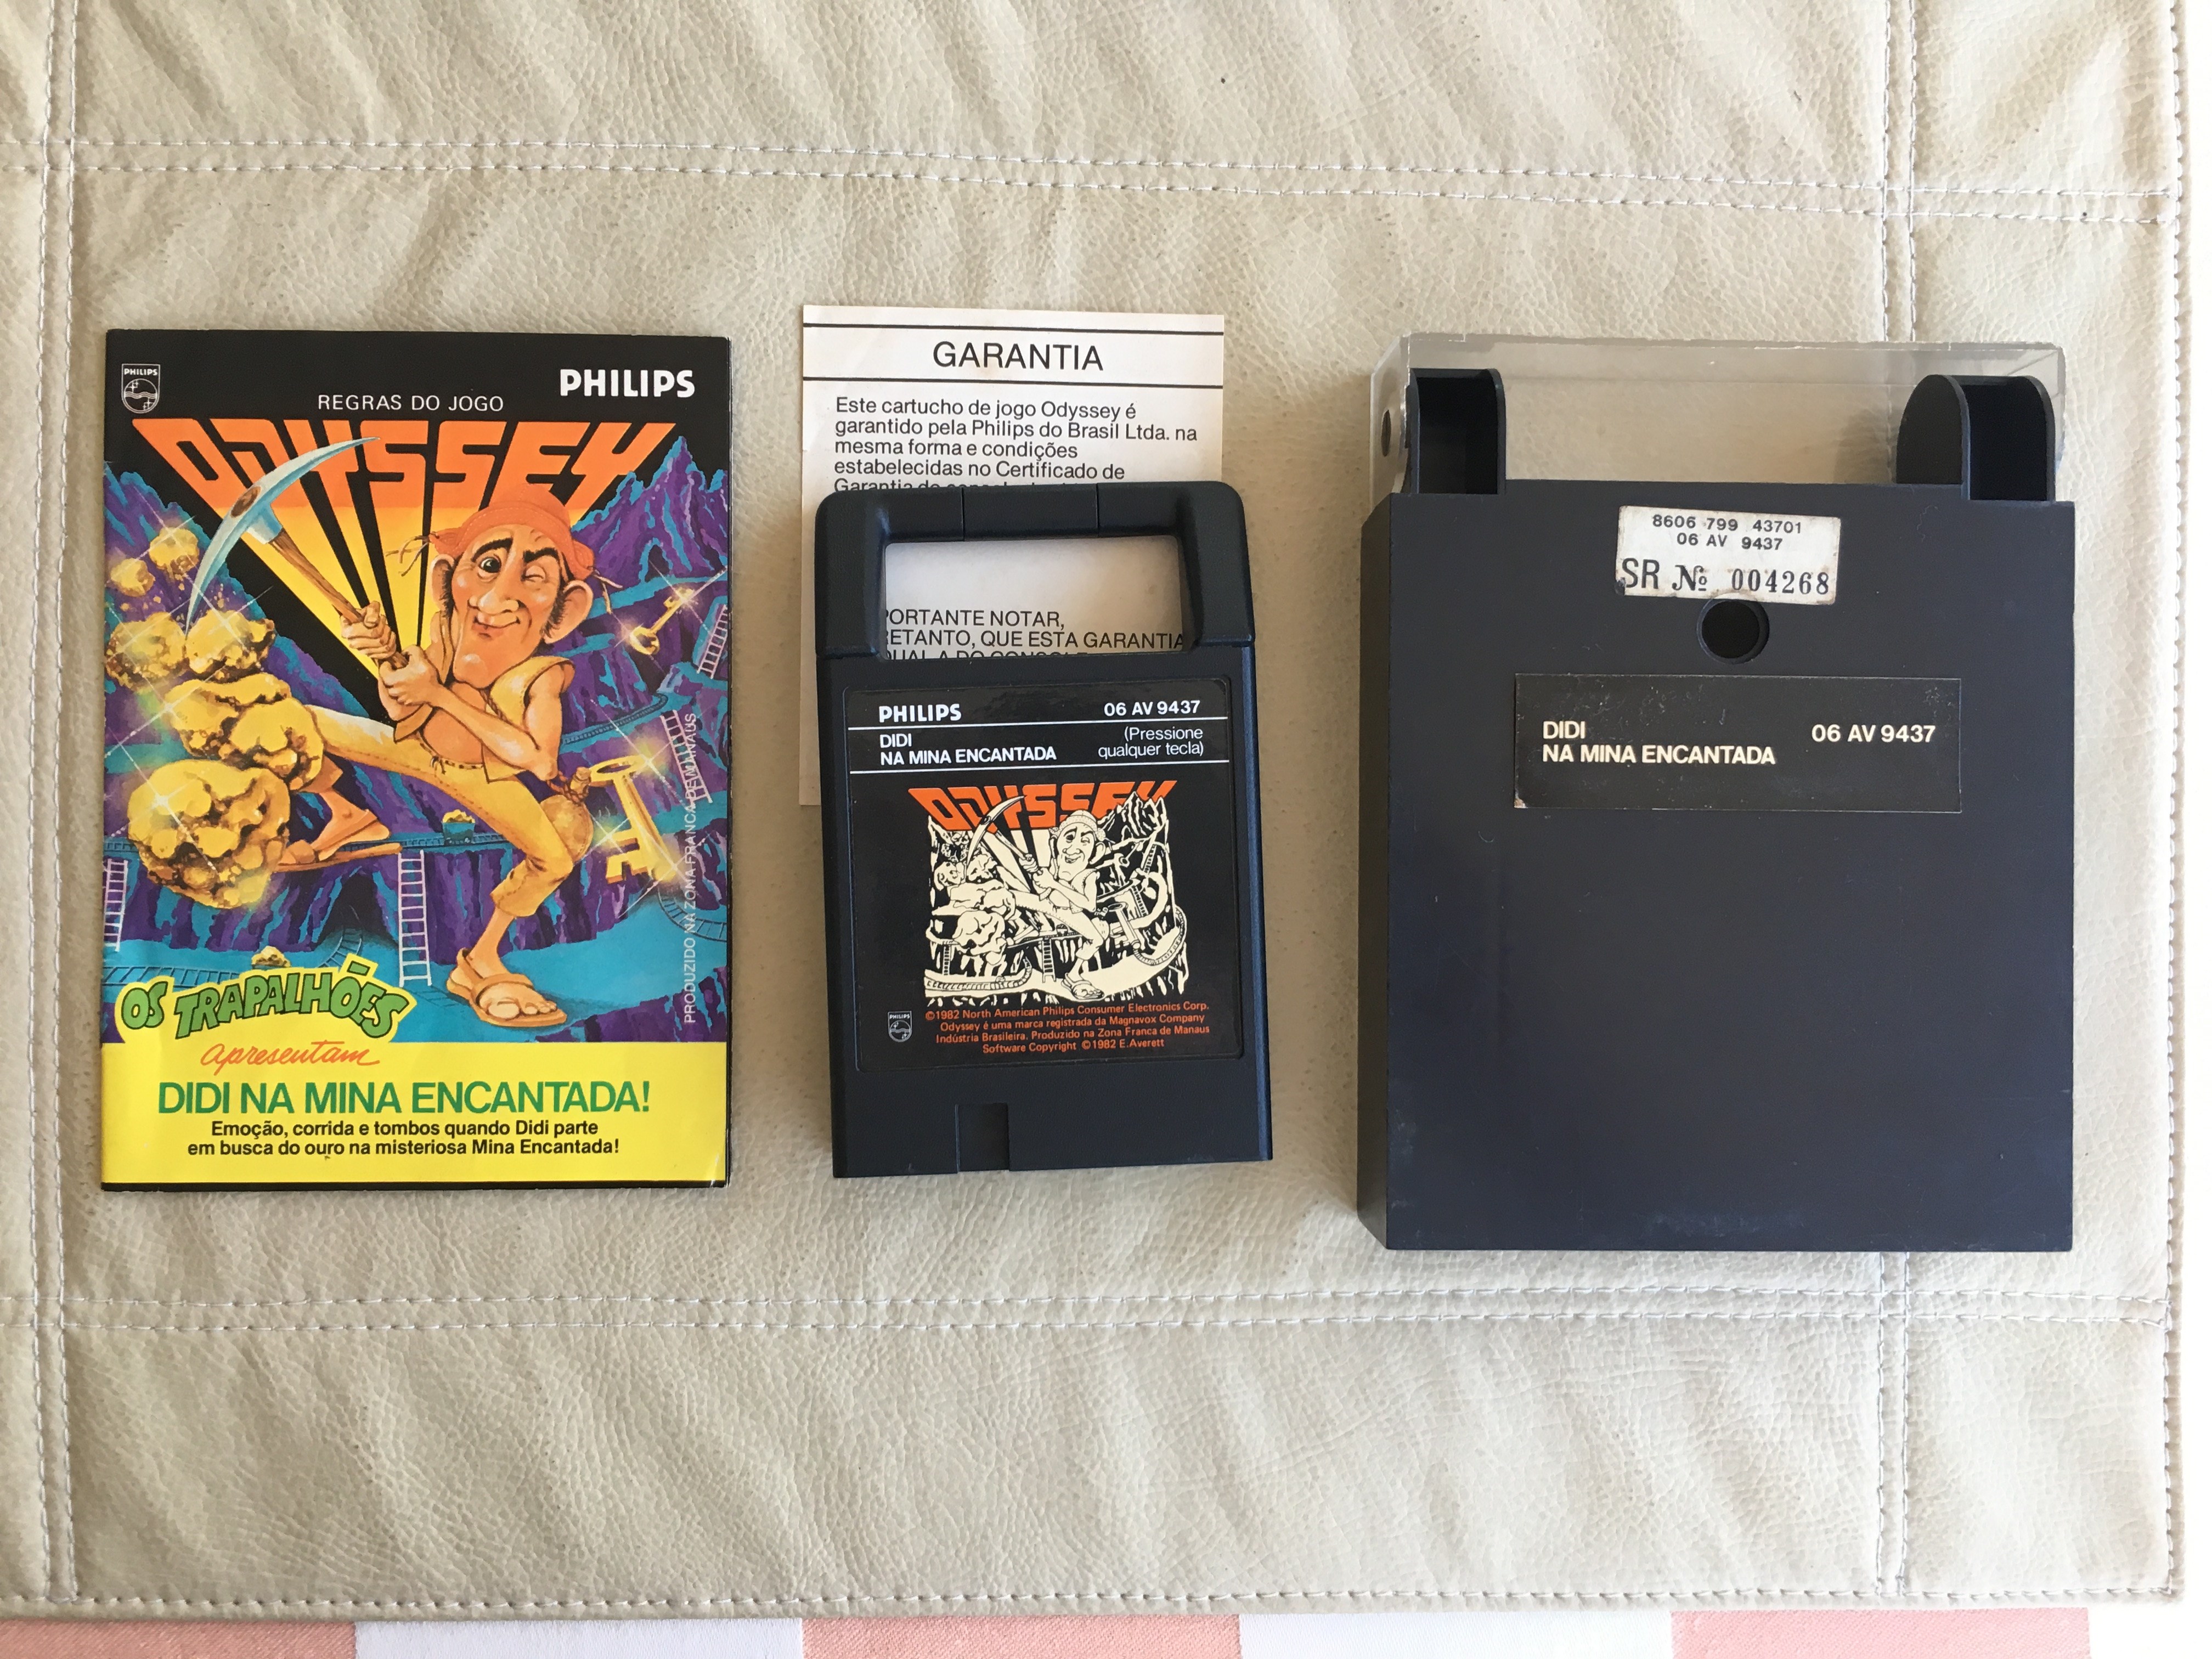 PHILIPS
PHILIPS
REGRAS DO JOGO
ODYSSEY
PRODUZIDO NA ZONA FRANCA DE MANAUS
OS TRAPALHÕES
apresentam
DIDI NA MINA ENCANTADA!
Emoção, corrida e tombos quando Didi parte
em busca do ouro na misteriosa Mina Encantada!
GARANTIA
Este cartucho de jogo Odyssey é
garantido pela Philips do Brasil Ltda. na
mesma forma e condições
estabelecidas no Certificado de
Garantia
PORTANTE NOTAR,
RETANTO, QUE ESTA GARANTIA
PHILIPS 06 AV 9437
DIDI (Pressione
NA MINA ENCANTADA qualquer tecla)
ODYSSEY
PHILIPS
©1982 North American Philips Consumer Electronics Corp.
Odyssey é uma marca registrada da Magnavox Company
Indústria Brasileira. Produzido na Zona Franca de Manaus
Software Copyright ©1982 E.Averett
8606 799 43701
06 AV 9437
SR № 004268
DIDI 06 AV 9437
NA MINA ENCANTADA